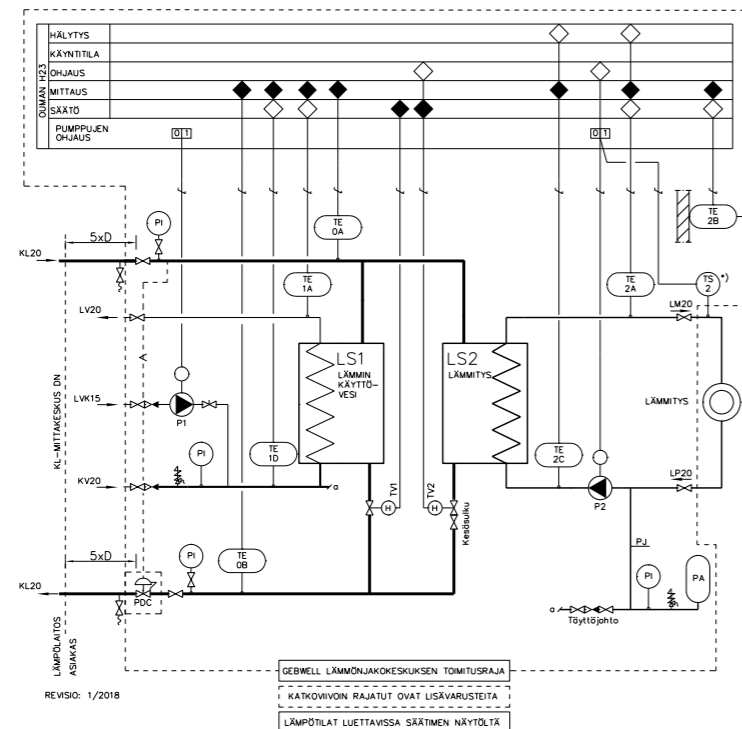 OUMAN H23
HÄLYTYS
KÄYNTITILA
OHJAUS
MITTAUS
SÄÄTÖ
PUMPPUJEN
OHJAUS
0 1
0 1
TE
2B
TE
0A
PI
5xD
KL20
TE
1A
TE
2A
TS
2
*)
LV20
LM20
A
LS1
LÄMMIN
KÄYTTÖ-
VESI
LS2
LÄMMITYS
LÄMMITYS
KL-MITTAKESKUS DN
LVK15
P1
PI
TE
1D
TE
2C
KV20
a
H
TV1
H
TV2
Kesäsulku
P2
LP20
5xD
PI
TE
0B
PJ
PI
PA
KL20
PDC
a
Täyttöjohto
LÄMPÖLAITOS
ASIAKAS
GEBWELL LÄMMÖNJAKOKESKUKSEN TOIMITUSRAJA
REVISIO: 1/2018
KATKOVIIVOIN RAJATUT OVAT LISÄVARUSTEITA
LÄMPÖTILAT LUETTAVISSA SÄÄTIMEN NÄYTÖLTÄ